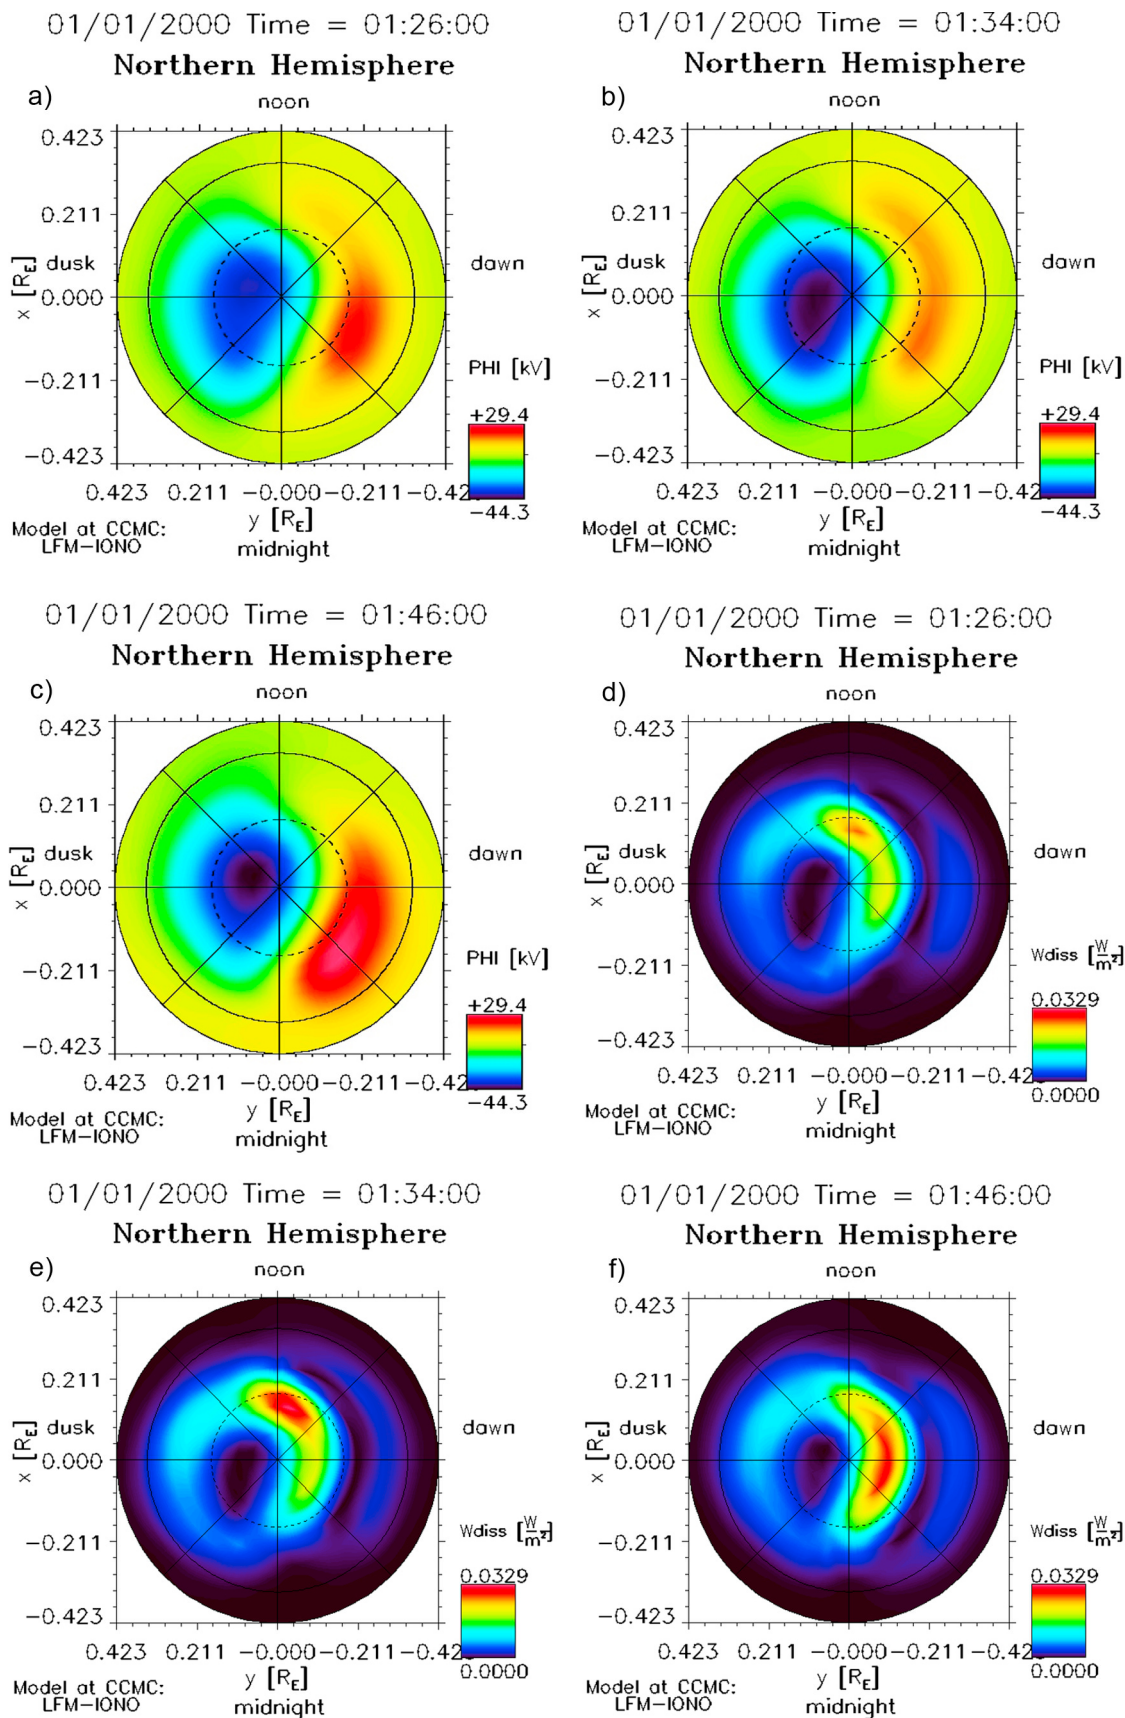 01/01/2000 Time = 01:26:00
Northern Hemisphere
a)
noon
0.423
0.211
0.000
-0.211
-0.423
x [RE]
dusk
dawn
PHI [kV]
+29.4
-44.3
0.423 0.211 -0.000 -0.211 -0.42
y [RE]
midnight
Model at CCMC:
LFM-IONO
01/01/2000 Time = 01:34:00
Northern Hemisphere
b)
noon
0.423
0.211
0.000
-0.211
-0.423
x [RE]
dusk
dawn
PHI [kV]
+29.4
-44.3
0.423 0.211 -0.000 -0.211 -0.42
y [RE]
midnight
Model at CCMC:
LFM-IONO
01/01/2000 Time = 01:46:00
Northern Hemisphere
c)
noon
0.423
0.211
0.000
-0.211
-0.423
x [RE]
dusk
dawn
PHI [kV]
+29.4
-44.3
0.423 0.211 -0.000 -0.211 -0.42
y [RE]
midnight
Model at CCMC:
LFM-IONO
01/01/2000 Time = 01:26:00
Northern Hemisphere
d)
noon
0.423
0.211
0.000
-0.211
-0.423
x [RE]
dusk
dawn
Wdiss [W/m²]
0.0329
0.0000
0.423 0.211 -0.000 -0.211 -0.42
y [RE]
midnight
Model at CCMC:
LFM-IONO
01/01/2000 Time = 01:34:00
Northern Hemisphere
e)
noon
0.423
0.211
0.000
-0.211
-0.423
x [RE]
dusk
dawn
Wdiss [W/m²]
0.0329
0.0000
0.423 0.211 -0.000 -0.211 -0.42
y [RE]
midnight
Model at CCMC:
LFM-IONO
01/01/2000 Time = 01:46:00
Northern Hemisphere
f)
noon
0.423
0.211
0.000
-0.211
-0.423
x [RE]
dusk
dawn
Wdiss [W/m²]
0.0329
0.0000
0.423 0.211 -0.000 -0.211 -0.42
y [RE]
midnight
Model at CCMC:
LFM-IONO